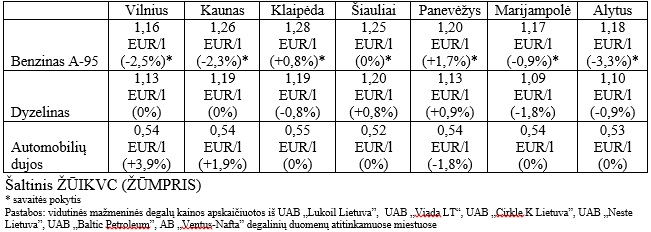 Vilnius Kaunas Klaipėda Šiauliai Panevėžys Marijampolė Alytus
1,16 1,26 1,28 1,25 1,20 1,17 1,18
EUR/l EUR/l EUR/l EUR/l EUR/l EUR/l EUR/l
Benzinas A-95 (-2,5%)* (-2,3%)* (+0,8%)* (0%)* (+1,7%)* (-0,9%)* (-3,3%)*
1,13 1,19 1,19 1,20 1,13 1,09 1,10
EUR/l EUR/l EUR/l EUR/l EUR/l EUR/l EUR/l
Dyzelinas (0%) (0%) (-0,8%) (+0,8%) (+0,9%) (-1,8%) (-0,9%)
0,54 0,54 0,55 0,52 0,54 0,54 0,53
Automobilių EUR/l EUR/l EUR/l EUR/l EUR/l EUR/l EUR/l
dujos (+3,9%) (+1,9%) (0%) (0%) (-1,8%) (0%) (0%)
Šaltinis ŽŪIKVC (ŽŪMPRIS)
* savaitės pokytis
Pastabos: vidutinės mažmeninės degalų kainos apskaičiuotos iš UAB „Lukoil Lietuva”, UAB „Viada LT“, UAB „Cirkle K Lietuva”, UAB „Neste
Lietuva”, UAB „Baltic Petroleum”, AB „Ventus-Nafta” degalinių duomenų atitinkamuose miestuose